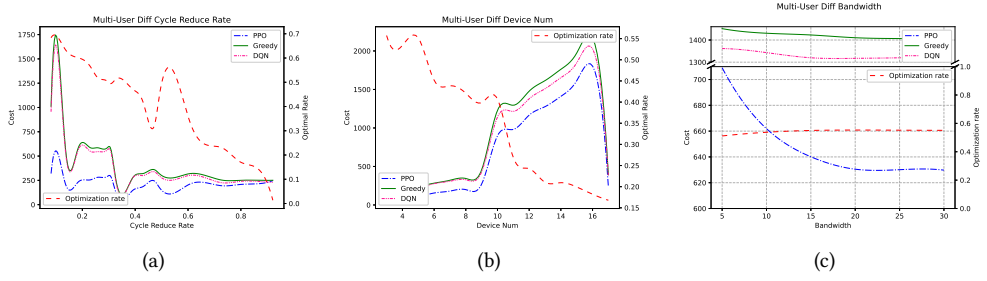 Multi-User Diff Cycle Reduce Rate
1750
1500
1250
1000
750
500
250
0
Cost
0.2
0.4
0.6
0.8
Cycle Reduce Rate
0.7
0.6
0.5
0.4
0.3
0.2
0.1
0.0
Optimal Rate
PPO
Greedy
DQN
Optimization rate
(a)
Multi-User Diff Device Num
2000
1500
1000
500
0
Cost
4
6
8
10
12
14
16
Device Num
0.55
0.50
0.45
0.40
0.35
0.30
0.25
0.20
0.15
Optimal Rate
Optimization rate
PPO
Greedy
DQN
(b)
Multi-User Diff Bandwidth
1400
1300
700
680
660
640
620
600
Cost
5
10
15
20
25
30
Bandwidth
1.0
0.8
0.6
0.4
0.2
0.0
Optimization rate
PPO
Greedy
DQN
Optimization rate
(c)